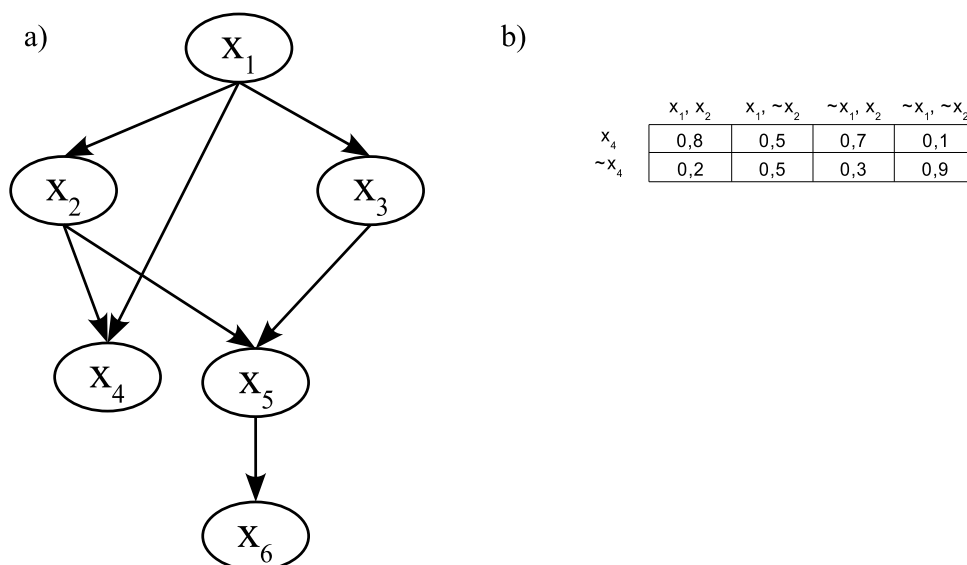 a)
X₁
X₂
X₃
X₄
X₅
X₆
b)
x₁, x₂ x₁, ~x₂ ~x₁, x₂ ~x₁, ~x₂
x₄ 0,8 0,5 0,7 0,1
~x₄ 0,2 0,5 0,3 0,9